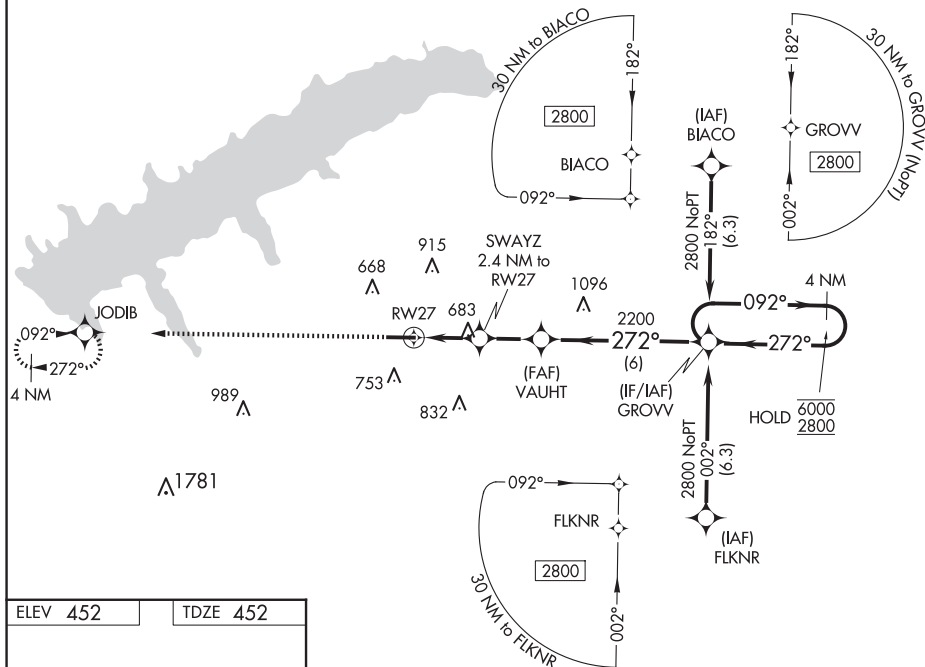 30 NM to BIACO
182°
2800
BIACO
092°
(IAF)
BIACO
2800 NoPT
182°
(6.3)
182°
30 NM to GROVV (NoPT)
GROVV
2800
002°
915
668
SWAYZ
2.4 NM to
RW27
1096
RW27
683
JODIB
092°
272°
4 NM
2200
272°
(6)
092°
4 NM
272°
(FAF)
VAUHT
(IF/IAF)
GROVV
HOLD 6000
2800
753
832
989
1781
2800 NoPT
002°
(6.3)
(IAF)
FLKNR
092°
FLKNR
2800
30 NM to FLKNR
002°
ELEV 452
TDZE 452